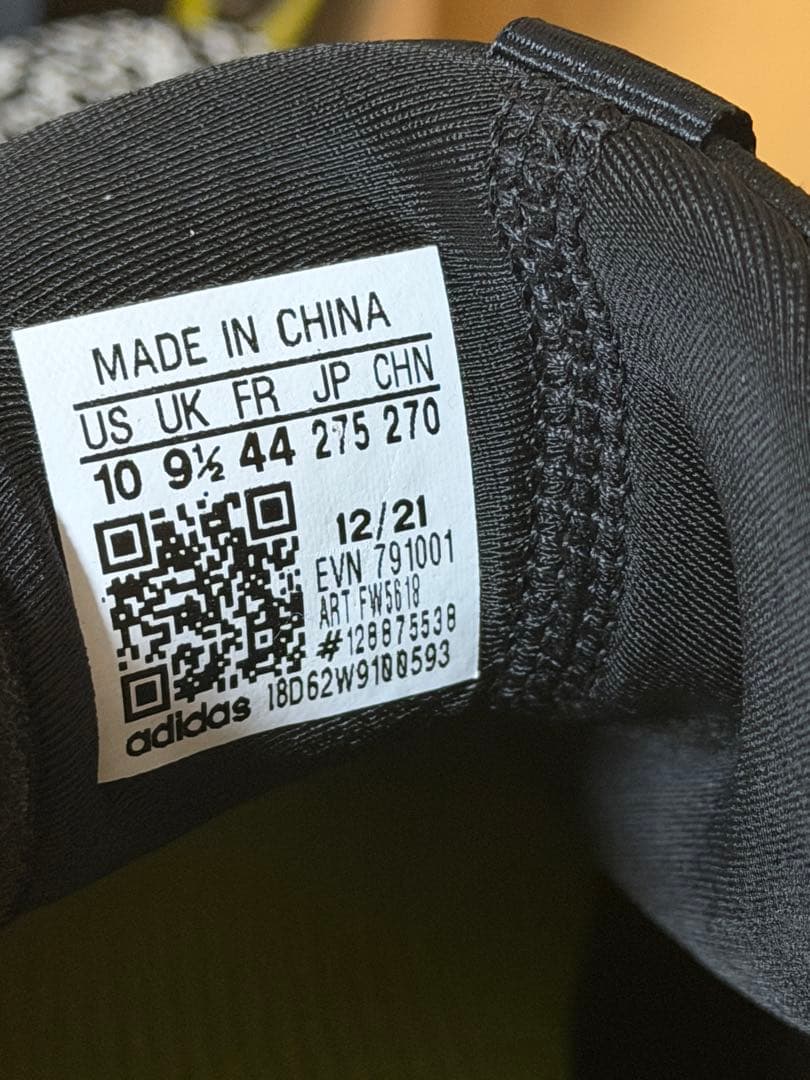 MADE IN CHINA
US UK FR JP CHN
10 9½ 44 275 270
12/21
EVN 791001
ART FW5618
#128875538
adidas 18D62W9100593